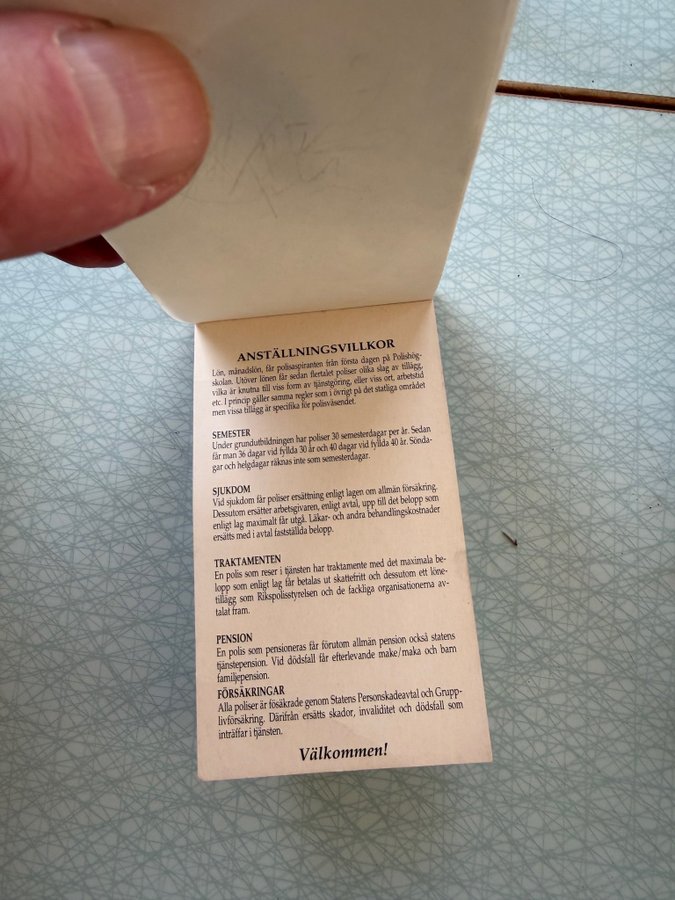 ANSTÄLLNINGSVILLKOR
Lön, månadslön, får polisaspiranten från första dagen på Polishög-
skolan. Utöver lönen får sedan flertalet poliser olika slag av tillägg,
vilka är knutna till viss form av tjänstgöring, eller viss ort, arbetstid
etc. I princip gäller samma regler som i övrigt på det statliga området
men vissa tillägg är specifika för polisväsendet.
SEMESTER
Under grundutbildningen har poliser 30 semesterdagar per år. Sedan
får man 36 dagar vid fyllda 30 år och 40 dagar vid fyllda 40 år. Sönda-
gar och helgdagar räknas inte som semesterdagar.
SJUKDOM
Vid sjukdom får poliser ersättning enligt lagen om allmän försäkring.
Dessutom ersätter arbetsgivaren, enligt avtal, upp till det belopp som
enligt lag maximalt får utgå. Läkar- och andra behandlingskostnader
ersätts med i avtal fastställda belopp.
TRAKTAMENTEN
En polis som reser i tjänsten har traktamente med det maximala be-
lopp som enligt lag får betalas ut skattefritt och dessutom ett löne-
tillägg som Rikspolisstyrelsen och de fackliga organisationerna av-
talat fram.
PENSION
En polis som pensioneras får förutom allmän pension också statens
tjänstepension. Vid dödsfall får efterlevande make/maka och barn
familjepension.
FÖRSÄKRINGAR
Alla poliser är fösäkrade genom Statens Personskadeavtal och Grupp-
livförsäkring. Därifrån ersätts skador, invaliditet och dödsfall som
inträffar i tjänsten.
Välkommen!